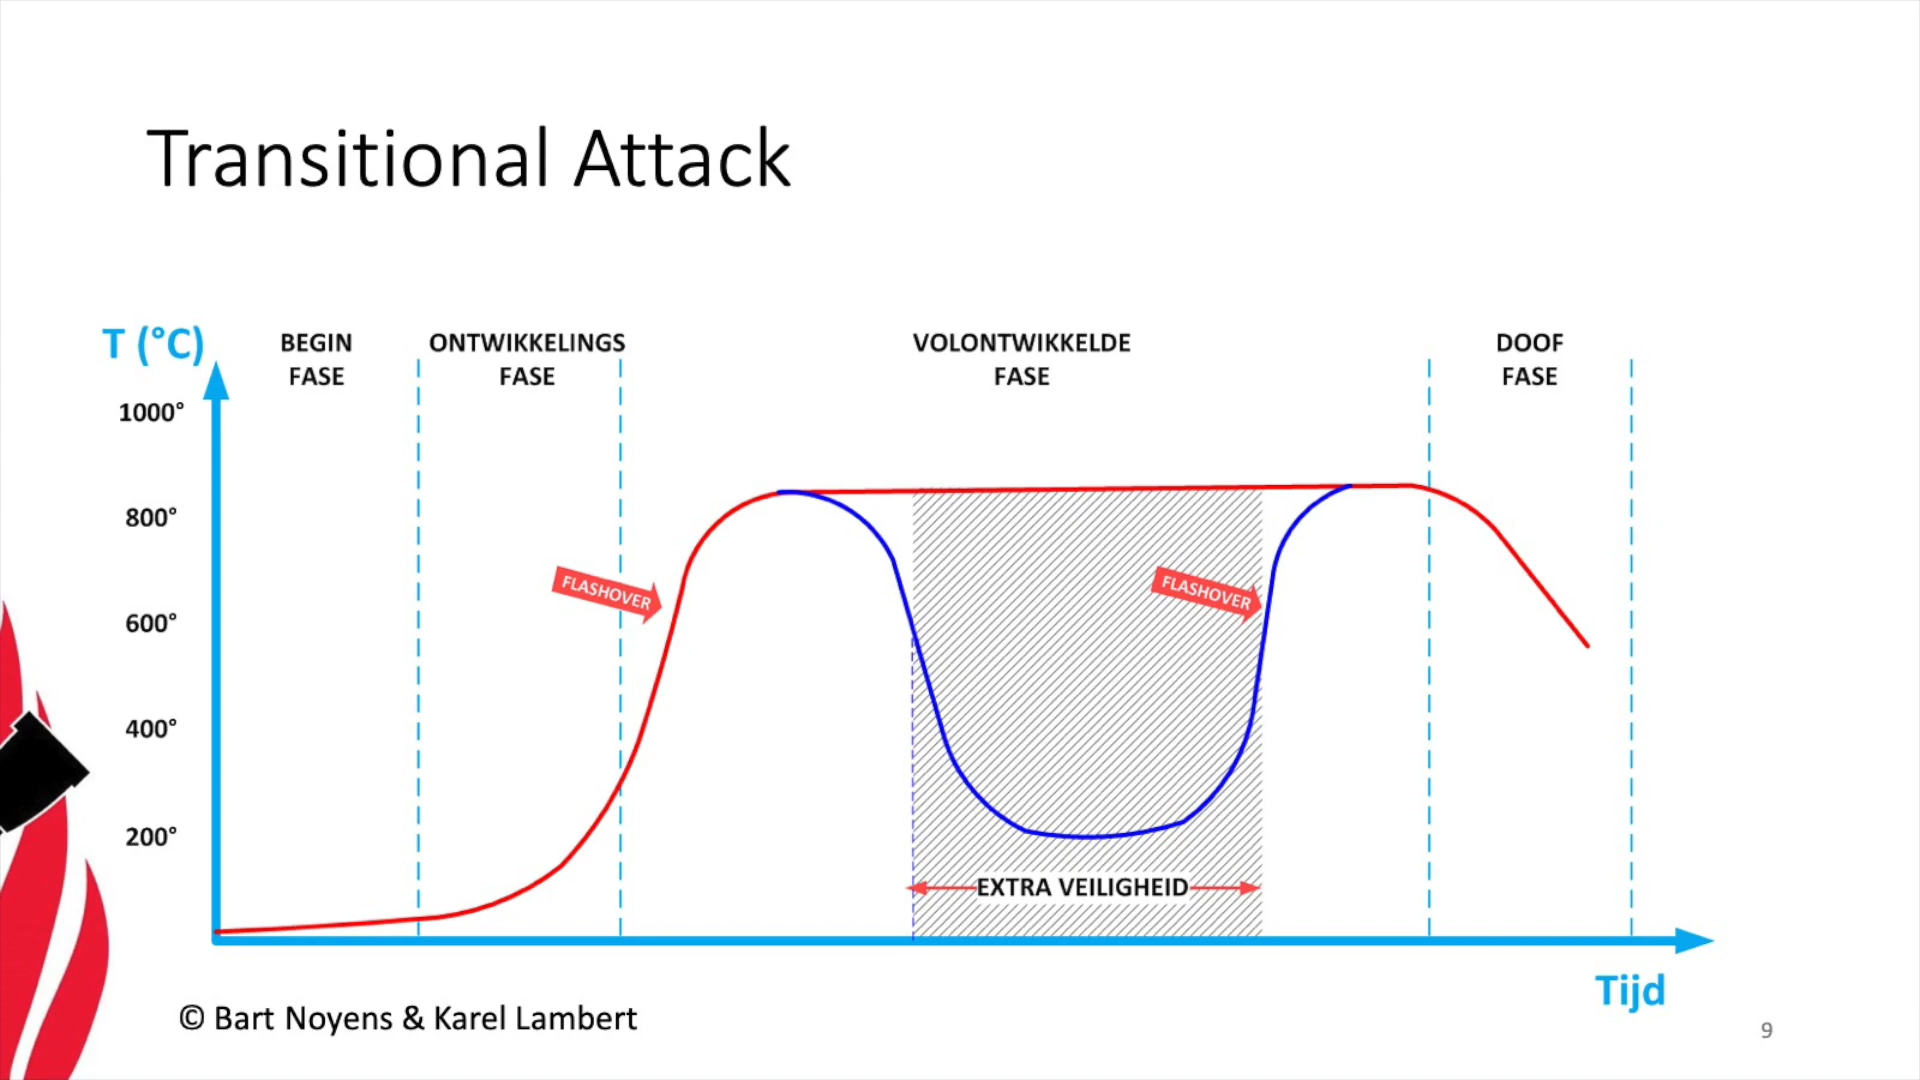 Transitional Attack
T (°C)
BEGIN
FASE
ONTWIKKELINGS
FASE
VOLONTWIKKELDE
FASE
DOOF
FASE
1000°
800°
600°
400°
200°
FLASHOVER
FLASHOVER
EXTRA VEILIGHEID
Tijd
© Bart Noyens & Karel Lambert
9